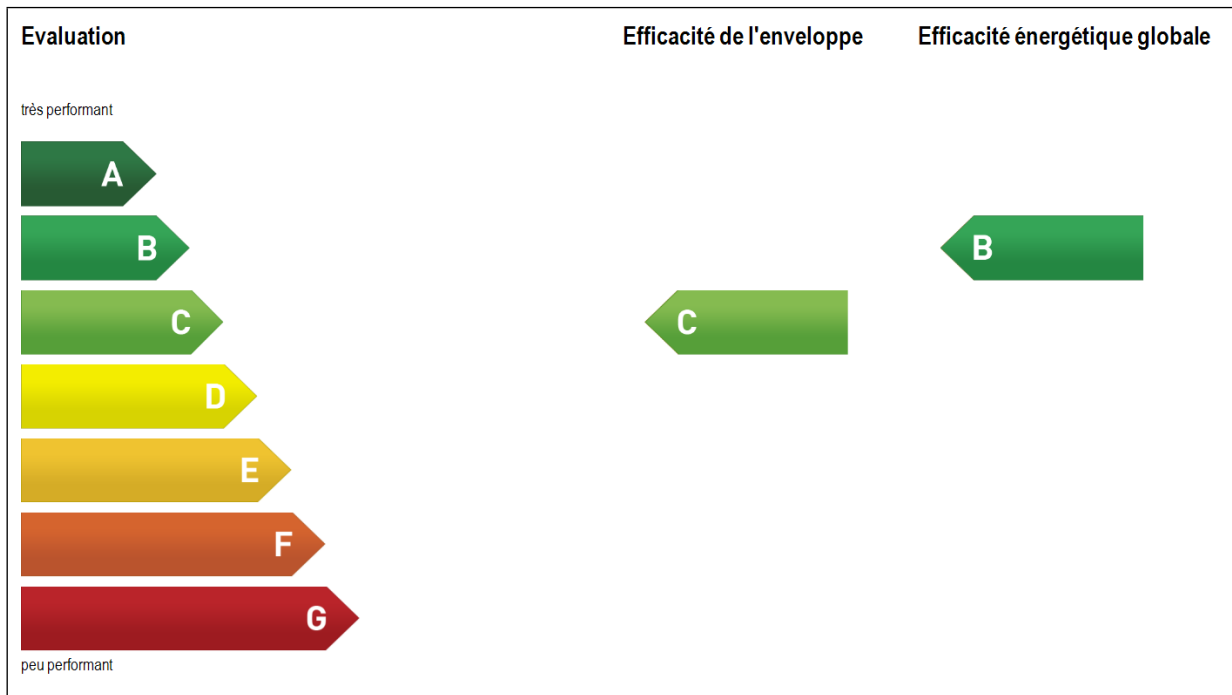 Evaluation
Efficacité de l'enveloppe
Efficacité énergétique globale
très performant
A
B
B
C
C
D
E
F
G
peu performant